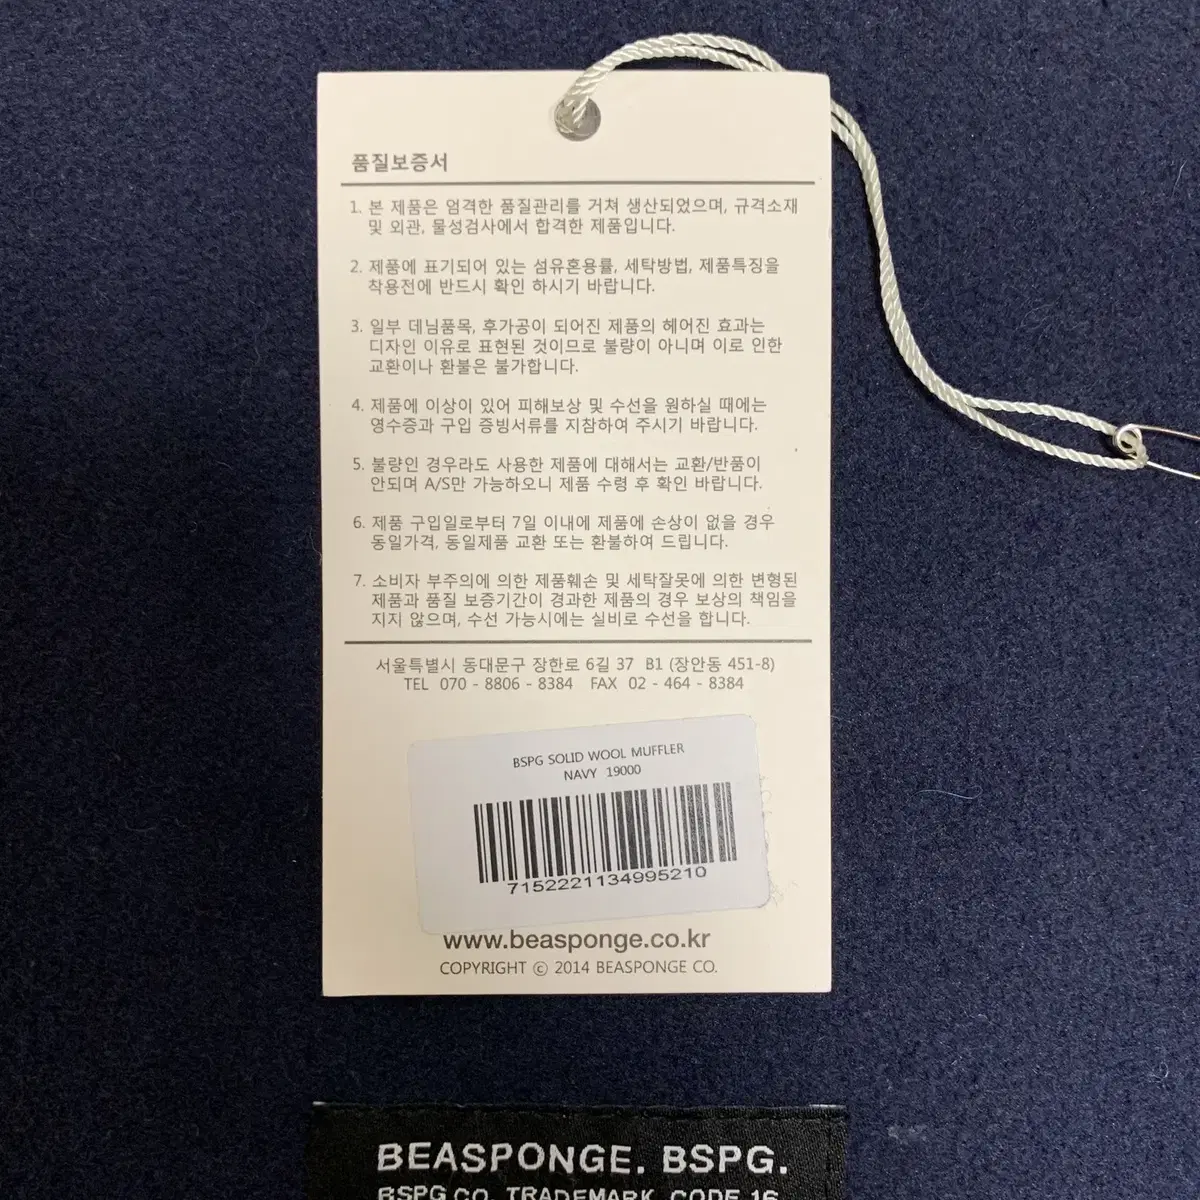 품질보증서
1. 본 제품은 엄격한 품질관리를 거쳐 생산되었으며, 규격소재
및 외관, 물성검사에서 합격한 제품입니다.
2. 제품에 표기되어 있는 섬유혼용률, 세탁방법, 제품특징을
착용전에 반드시 확인 하시기 바랍니다.
3. 일부 데님품목, 후가공이 되어진 제품의 헤어진 효과는
디자인 이유로 표현된 것이므로 불량이 아니며 이로 인한
교환이나 환불은 불가합니다.
4. 제품에 이상이 있어 피해보상 및 수선을 원하실 때에는
영수증과 구입 증빙서류를 지참하여 주시기 바랍니다.
5. 불량인 경우라도 사용한 제품에 대해서는 교환/반품이
안되며 A/S만 가능하오니 제품 수령 후 확인 바랍니다.
6. 제품 구입일로부터 7일 이내에 제품에 손상이 없을 경우
동일가격, 동일제품 교환 또는 환불하여 드립니다.
7. 소비자 부주의에 의한 제품훼손 및 세탁잘못에 의한 변형된
제품과 품질 보증기간이 경과한 제품의 경우 보상의 책임을
지지 않으며, 수선 가능시에는 실비로 수선을 합니다.
서울특별시 동대문구 장한로 6길 37 B1 (장안동 451-8)
TEL 070 - 8806 - 8384 FAX 02 - 464 - 8384
BSPG SOLID WOOL MUFFLER
NAVY 19000
7152221134995210
www.beasponge.co.kr
COPYRIGHT © 2014 BEASPONGE CO.
BEASPONGE. BSPG.
BSPG CO. TRADEMARK. CODE 16